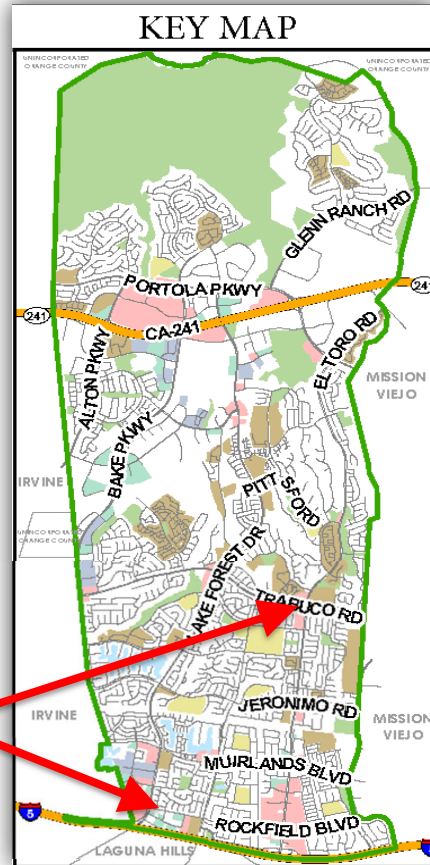 KEY MAP
UNINCORPORATED
ORANGE COUNTY
UNINCORPORATED
ORANGE COUNTY
GLENN RANCH RD
PORTOLA PKWY
241
241
CA-241
EL TORO RD
ALTON PKWY
MISSION
VIEJO
BAKE PKWY
IRVINE
PITTSFORD
UNINCORPORATED
ORANGE COUNTY
LAKE FOREST DR
TRABUCO RD
IRVINE
JERONIMO RD
MISSION
VIEJO
MUIRLANDS BLVD
5
ROCKFIELD BLVD
LAGUNA HILLS